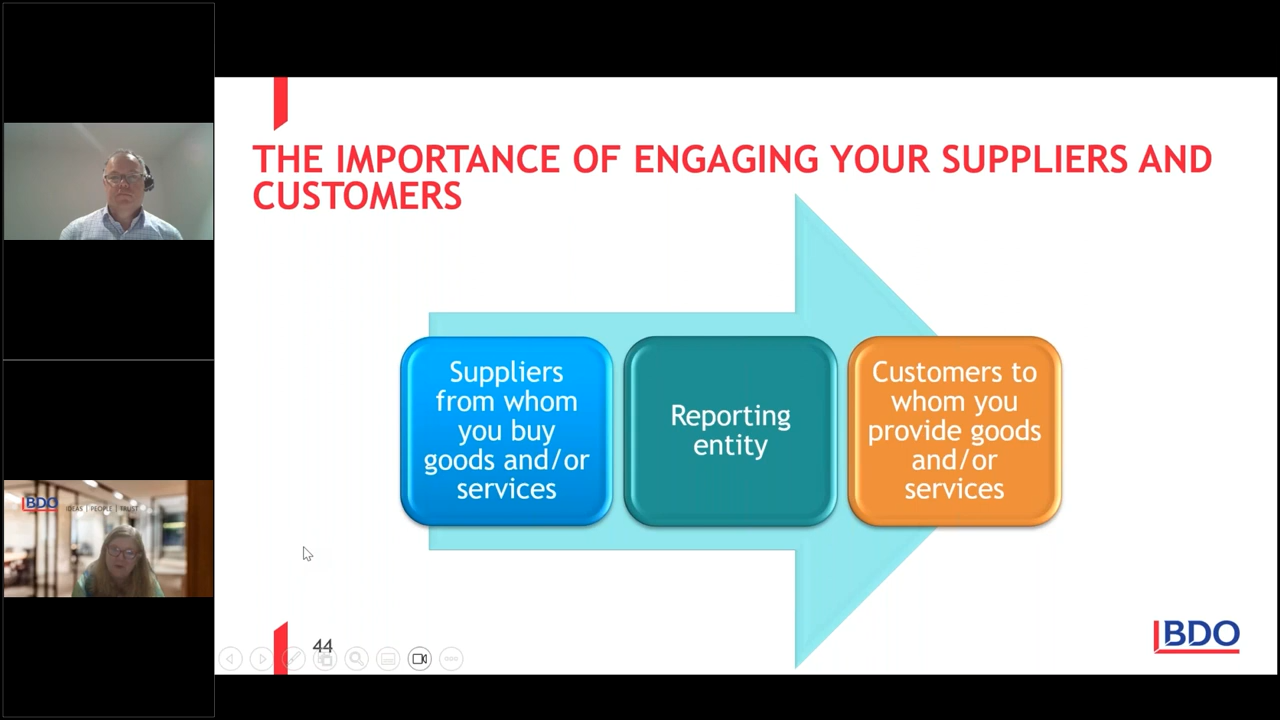 THE IMPORTANCE OF ENGAGING YOUR SUPPLIERS AND
CUSTOMERS
Suppliers
from whom
you buy
goods and/or
services
Reporting
entity
Customers to
whom you
provide goods
and/or
services
BDO
IDEAS | PEOPLE | TRUST
44
BDO